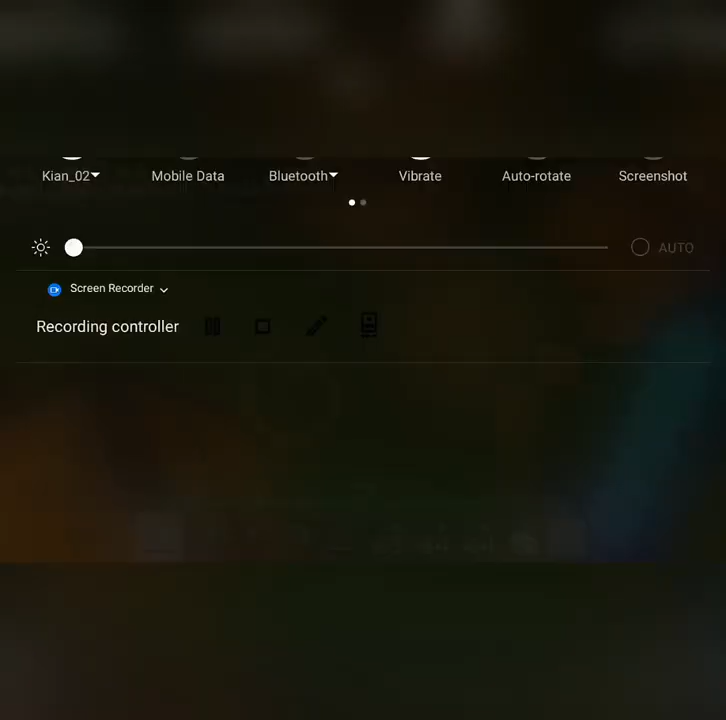 Kian_02 Mobile Data Bluetooth Vibrate Auto-rotate Screenshot
AUTO
Screen Recorder
Recording controller